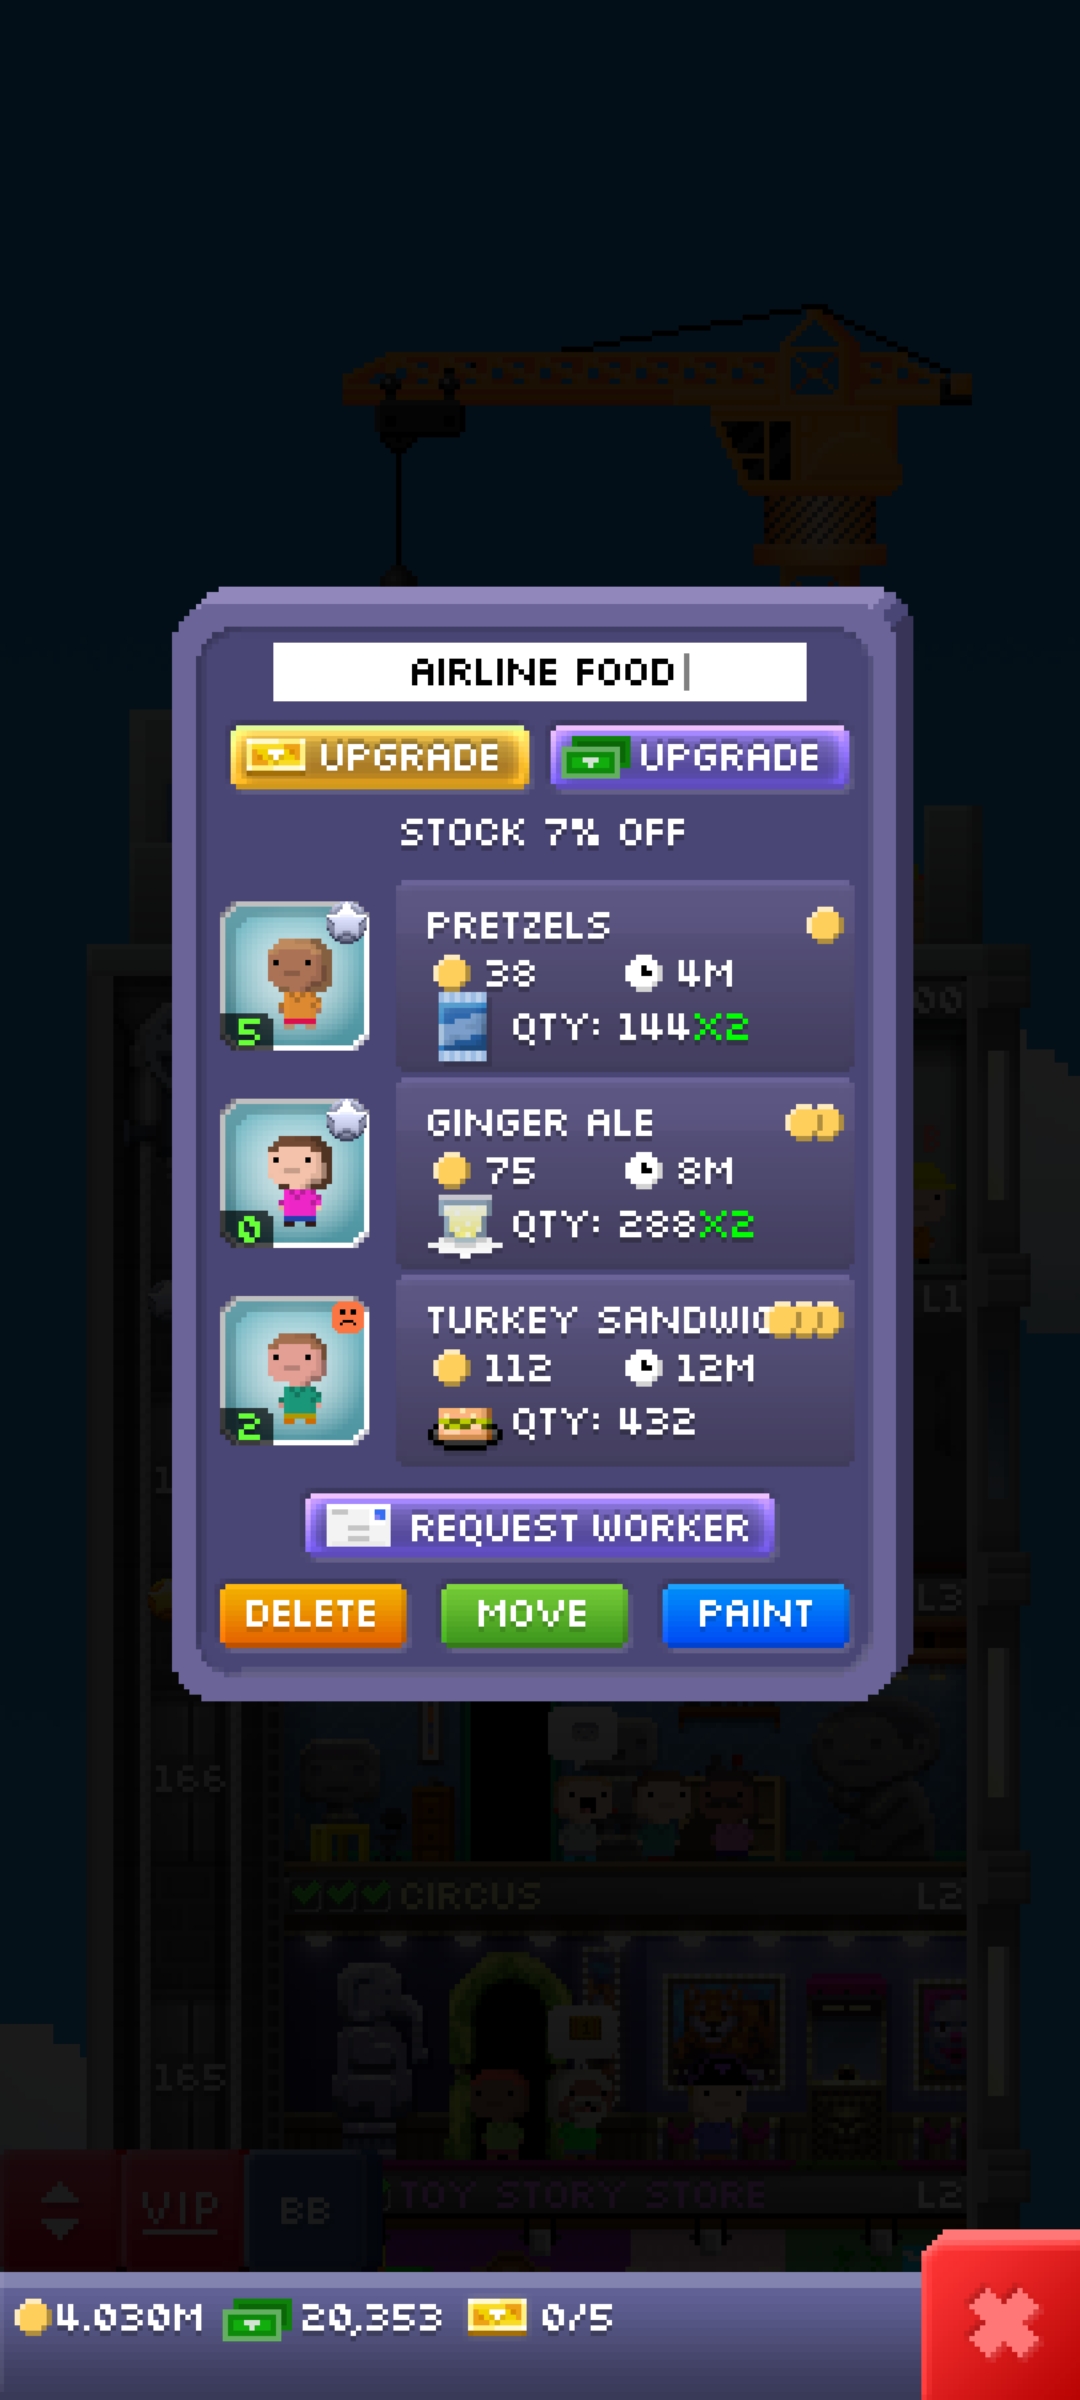 AIRLINE FOOD
UPGRADE UPGRADE
STOCK 7% OFF
PRETZELS
38 4M
5 QTY: 144X2
GINGER ALE
75 8M
0 QTY: 288X2
TURKEY SANDWIC
112 12M
2 QTY: 432
REQUEST WORKER
DELETE MOVE PAINT
L1
L3
166
CIRCUS L2
165
VIP BB TOY STORY STORE L2
4.030M 20,353 0/5